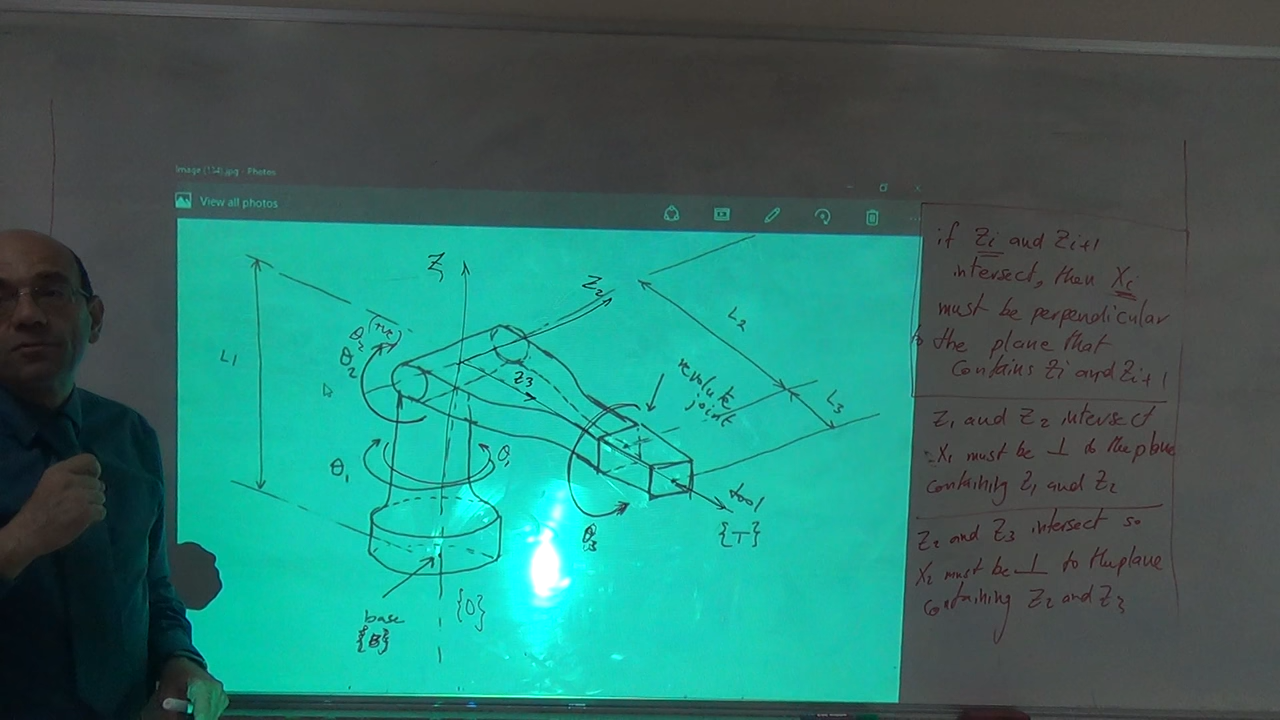 Image (134).jpg - Photos
View all photos
L1
Z1
Z2
θ2
Z3
L2
revolute
joint
L3
θ1
θ1
θ3
tool
{T}
base
{B}
{0}
if Zi and Zi+1
intersect, then Xi
must be perpendicular
to the plane that
contains Zi and Zi+1
Z1 and Z2 intersect
X1 must be ⊥ to the plane
containing Z1 and Z2
Z2 and Z3 intersect so
X2 must be ⊥ to the plane
containing Z2 and Z3